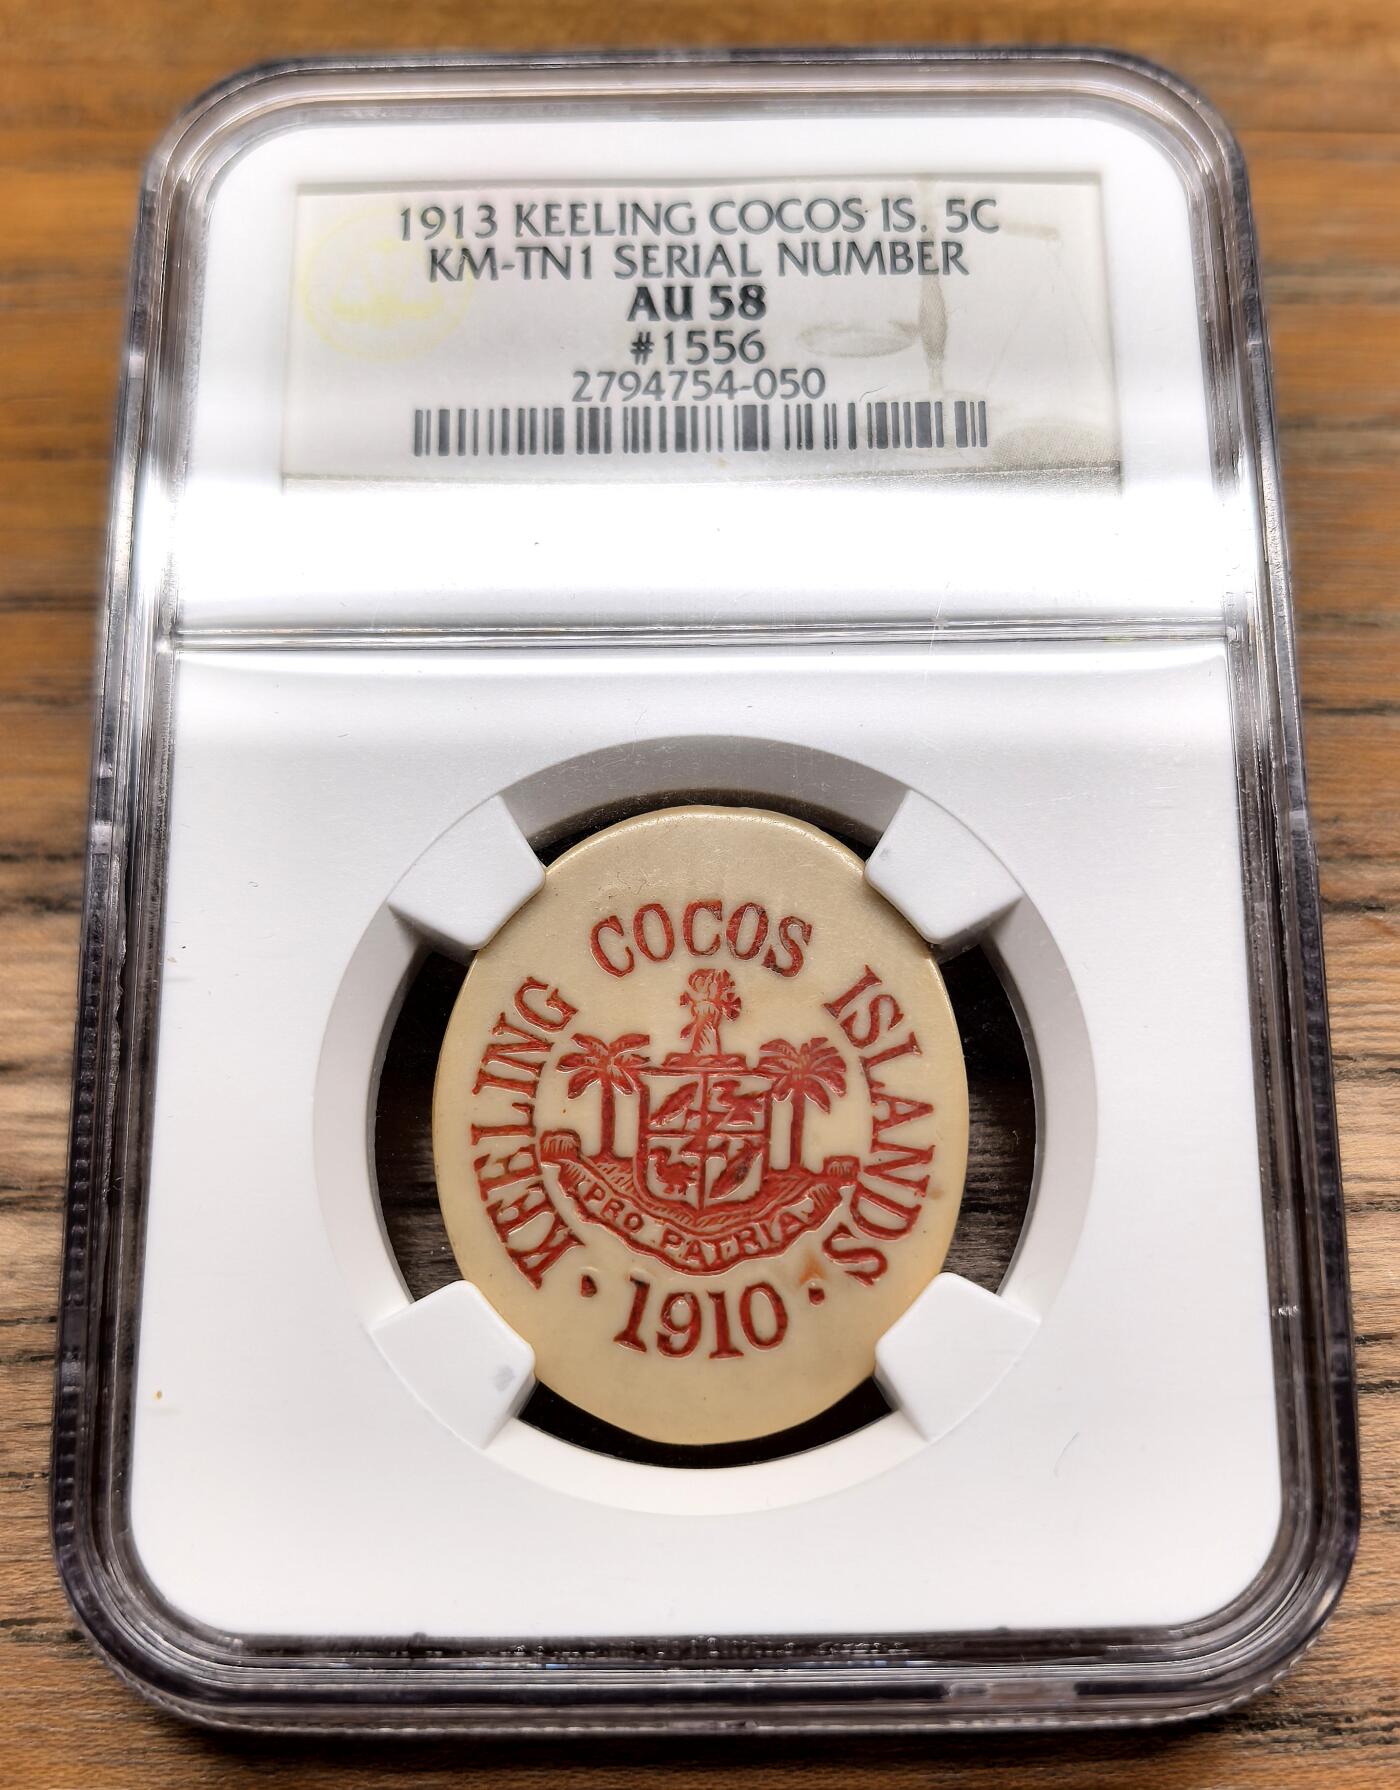 1913 KEELING COCOS IS. 5C
KM-TN1 SERIAL NUMBER
AU 58
#1556
2794754-050
KEELING COCOS ISLANDS
PRO PATRIA
· 1910 ·